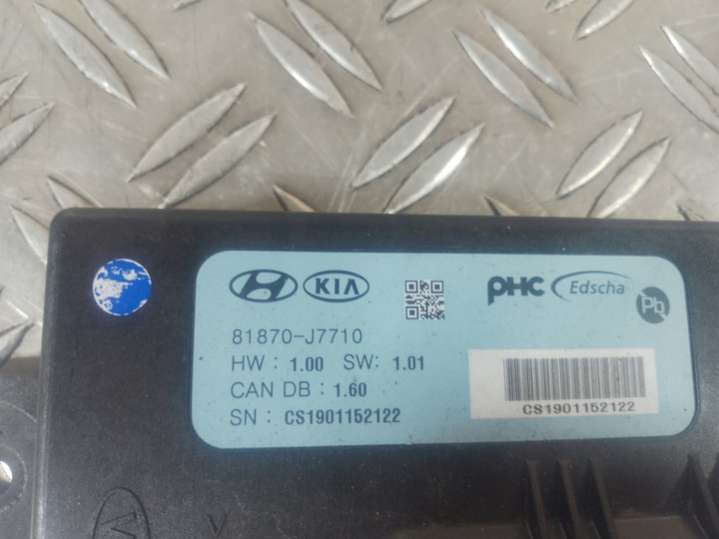 KIA PHC Edscha
Pb
81870-J7710
HW : 1.00 SW: 1.01
CAN DB : 1.60
SN : CS1901152122
CS1901152122